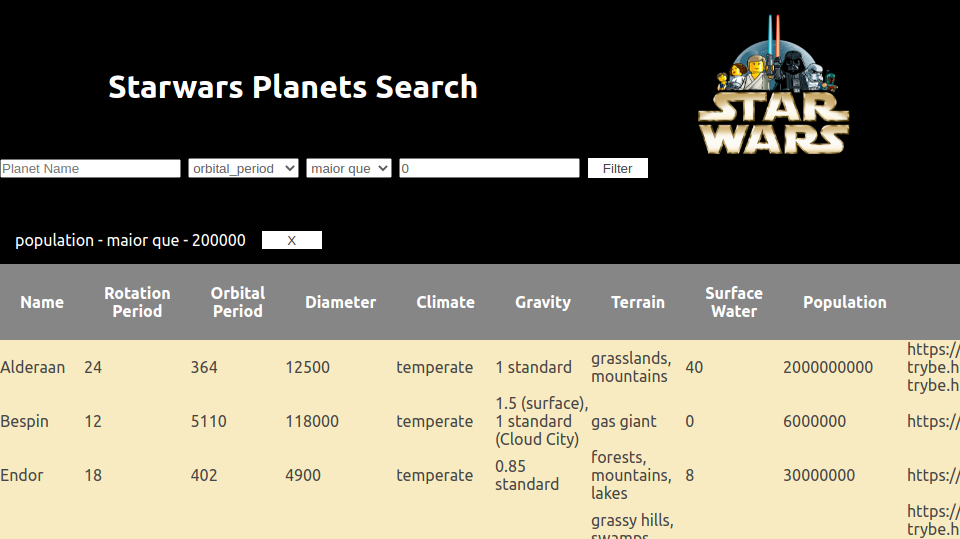 STAR
WARS
Starwars Planets Search
Planet Name orbital_period maior que 0 Filter
population - maior que - 200000 X
Name Rotation Period Orbital Period Diameter Climate Gravity Terrain Surface Water Population
Alderaan 24 364 12500 temperate 1 standard grasslands, mountains 40 2000000000 https:// trybe.h trybe.h
Bespin 12 5110 118000 temperate 1.5 (surface), 1 standard (Cloud City) gas giant 0 6000000 https://
Endor 18 402 4900 temperate 0.85 standard forests, mountains, lakes 8 30000000 https://
grassy hills, swamps, https:// trybe.h